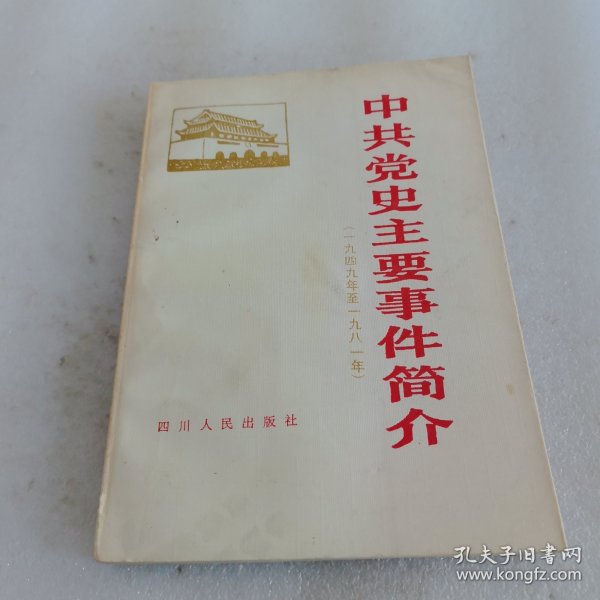 中共党史主要事件简介
（一九四九年至一九八一年）
四川人民出版社
孔夫子旧书网
www.kongfz.com